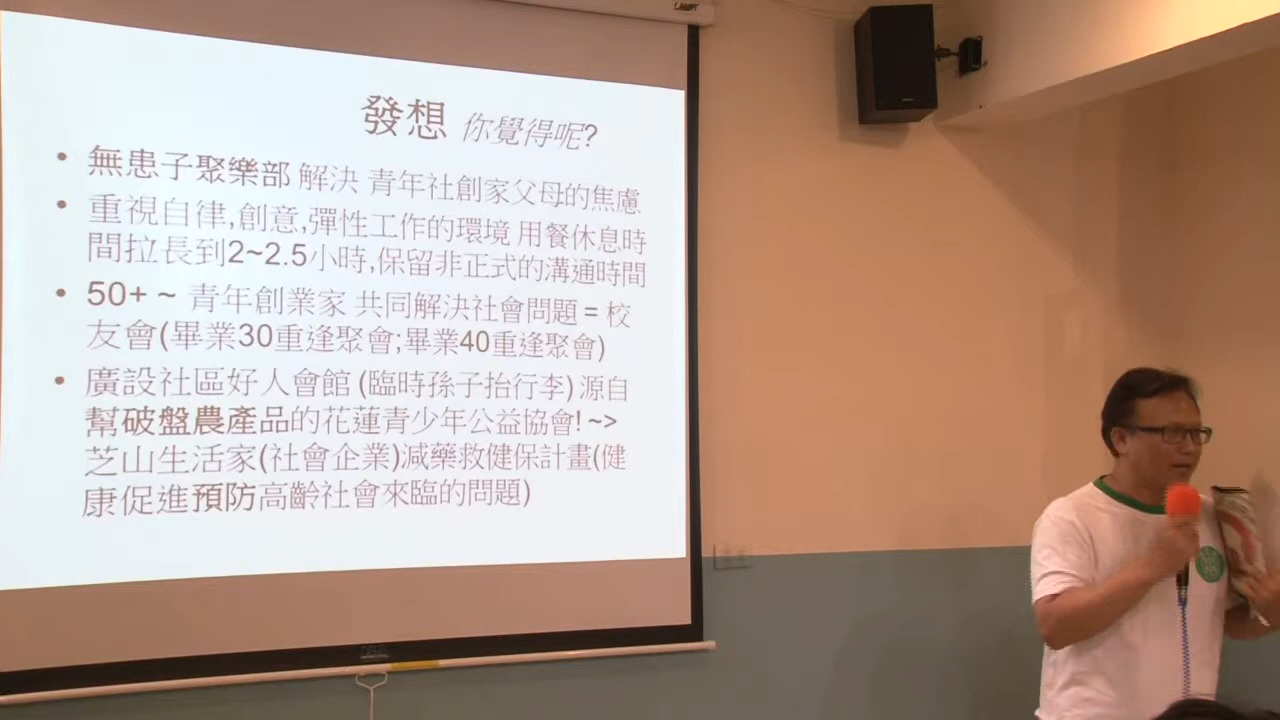 發想 你覺得呢?
• 無患子聚樂部 解決 青年社創家父母的焦慮
• 重視自律,創意,彈性工作的環境 用餐休息時
間拉長到2~2.5小時,保留非正式的溝通時間
• 50+ ~ 青年創業家 共同解決社會問題 = 校
友會(畢業30重逢聚會;畢業40重逢聚會)
• 廣設社區好人會館 (臨時孫子抬行李) 源自
幫破盤農產品的花蓮青少年公益協會! ~>
芝山生活家(社會企業)減藥救健保計畫(健
康促進預防高齡社會來臨的問題)